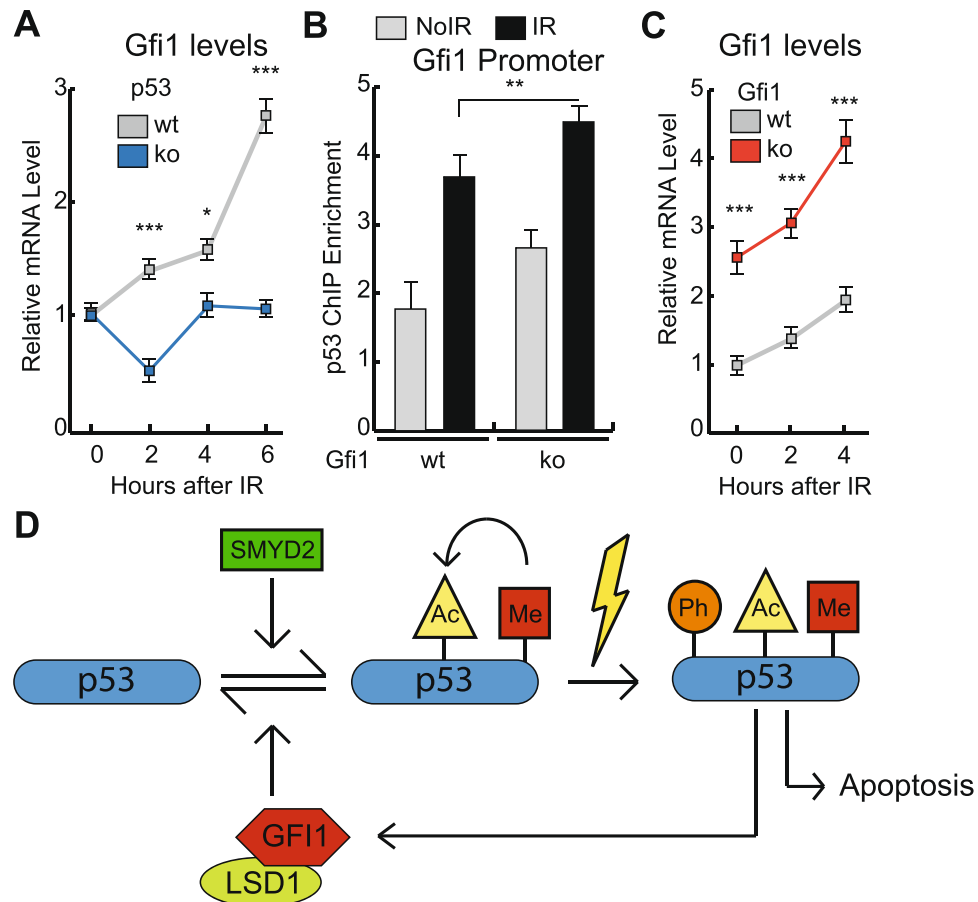 A
Gfi1 levels
p53
wt
ko
***
*
***
3
2
1
0
Relative mRNA Level
0 2 4 6
Hours after IR
B
NoIR IR
Gfi1 Promoter
**
5
4
3
2
1
0
p53 ChIP Enrichment
Gfi1 wt ko
C
Gfi1 levels
Gfi1
wt
ko
***
***
***
5
4
3
2
1
0
Relative mRNA Level
0 2 4
Hours after IR
D
SMYD2
p53
Ac Me
p53
Ph Ac Me
p53
Apoptosis
GFI1
LSD1